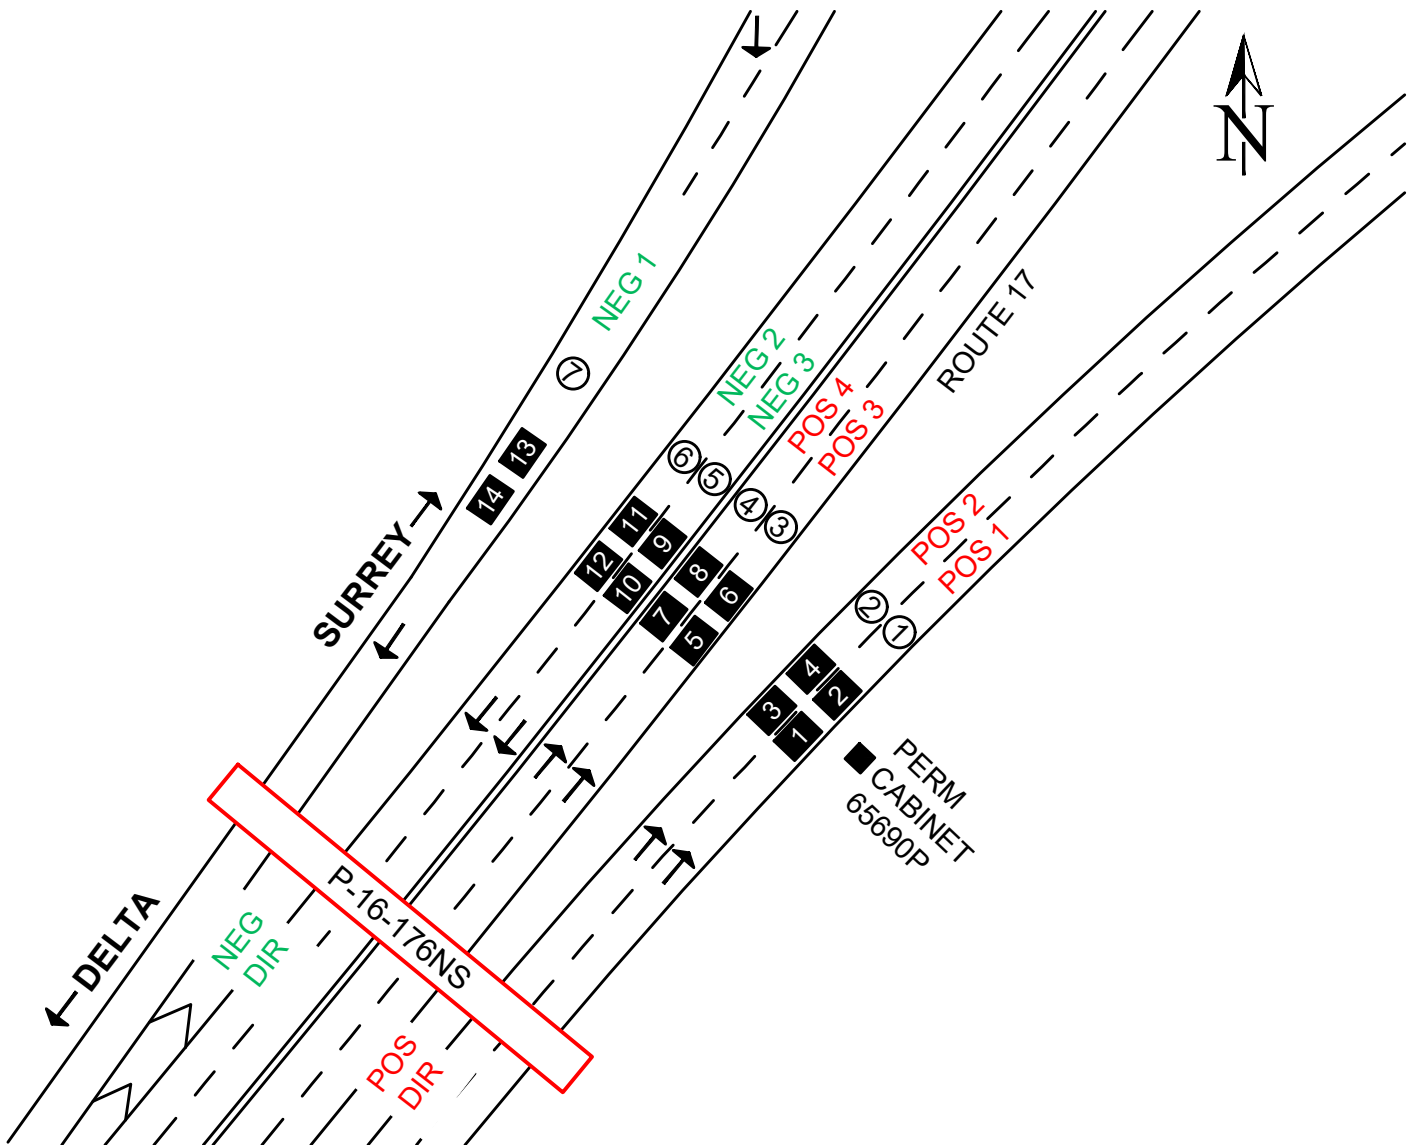 N
NEG 1
ROUTE 17
7
NEG 2
NEG 3
POS 4
POS 3
13
14
6
5
4
3
SURREY
11
9
12
10
8
6
7
5
POS 2
POS 1
2
1
4
2
3
1
PERM
CABINET
65690P
P-16-176NS
DELTA
NEG
DIR
POS
DIR